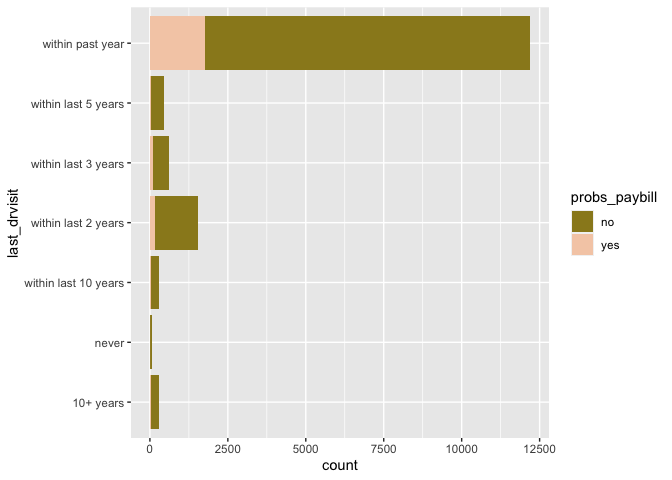 within past year
within last 5 years
within last 3 years
within last 2 years
within last 10 years
never
10+ years
last_drvisit
0 2500 5000 7500 10000 12500
count
probs_paybill
no
yes